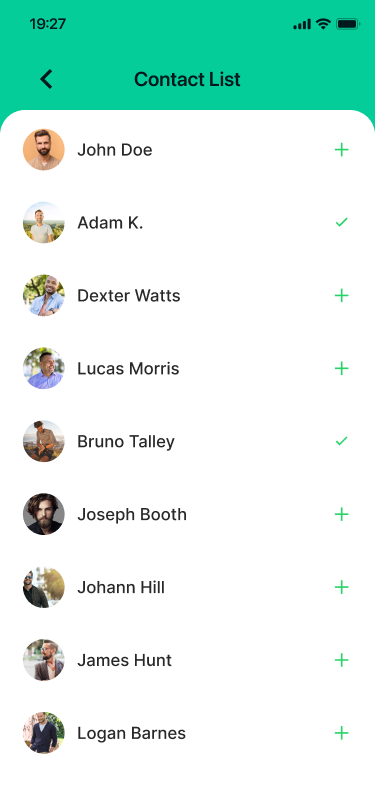 19:27
Contact List
John Doe
Adam K.
Dexter Watts
Lucas Morris
Bruno Talley
Joseph Booth
Johann Hill
James Hunt
Logan Barnes